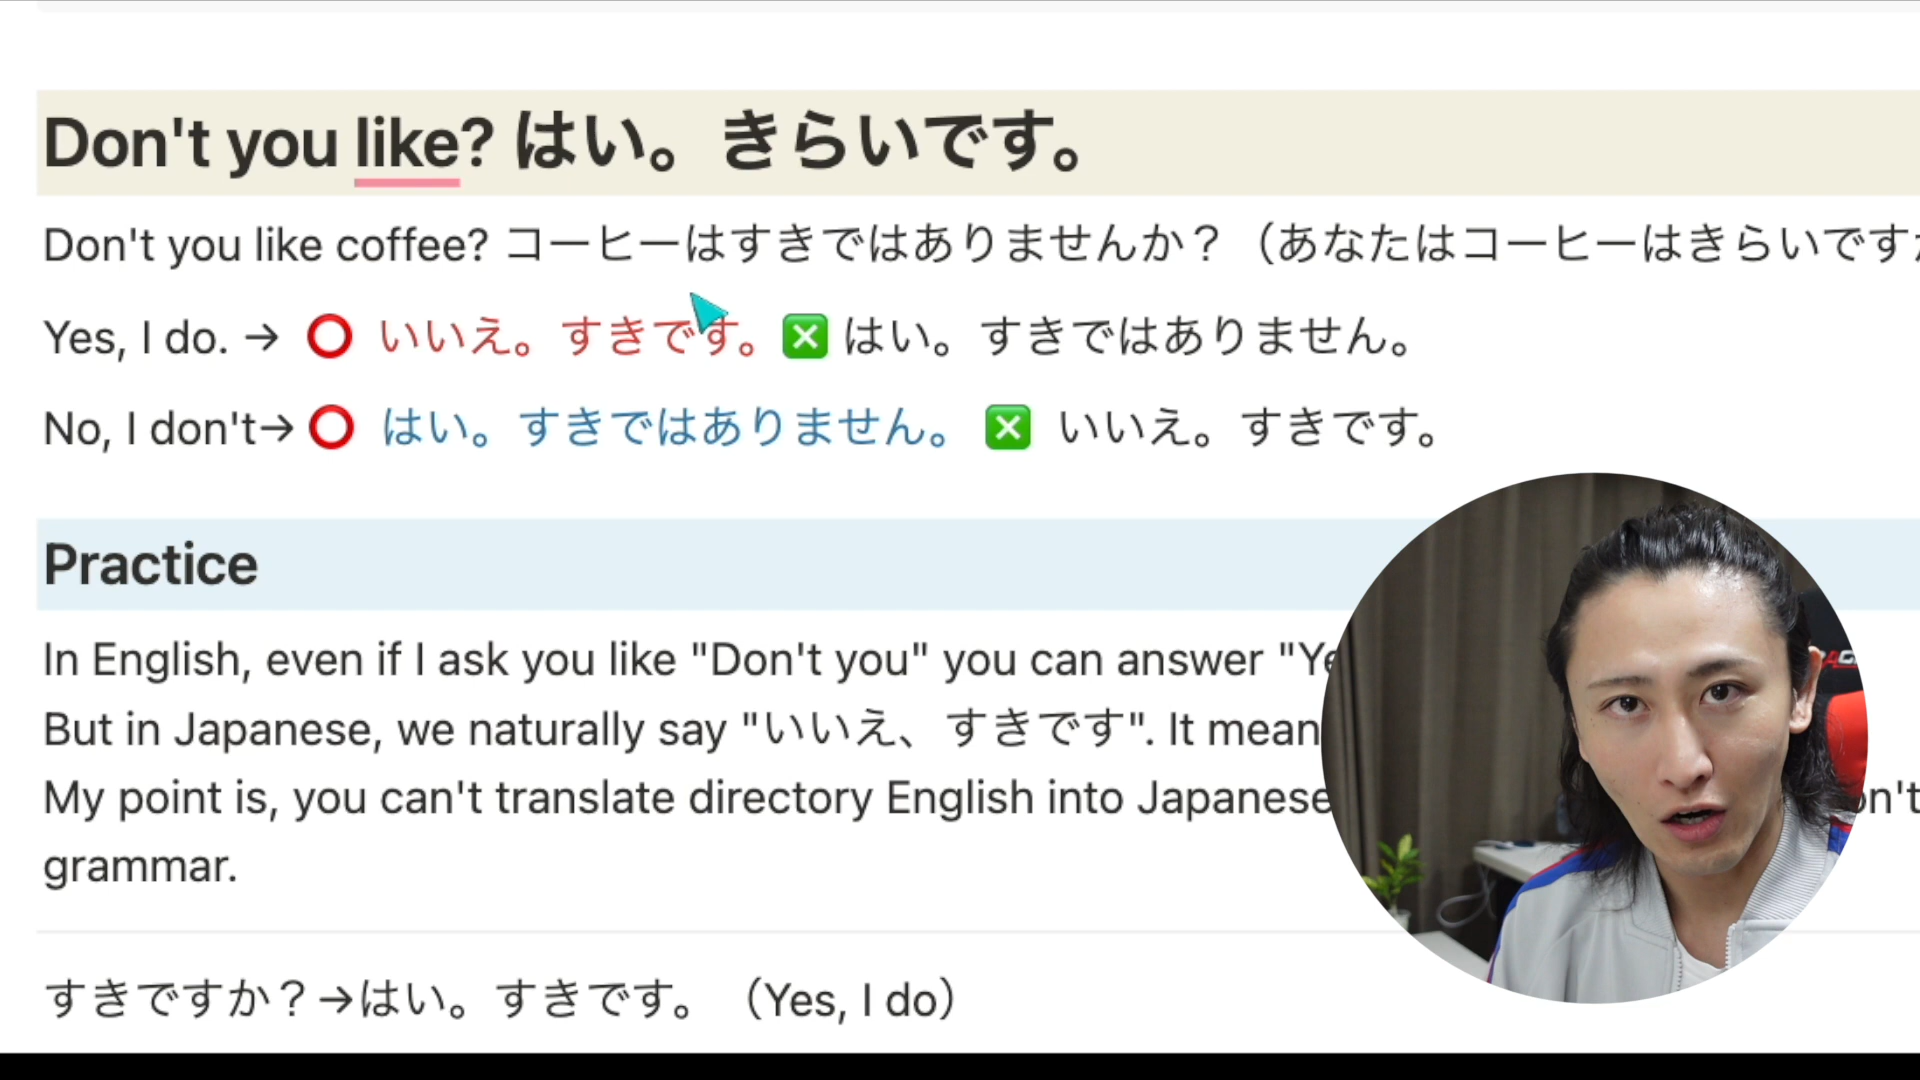 Don't you like? はい。きらいです。
Don't you like coffee? コーヒーはすきではありませんか？（あなたはコーヒーはきらいです
Yes, I do. → ⭕ いいえ。すきです。❎ はい。すきではありません。
No, I don't→ ⭕ はい。すきではありません。 ❎ いいえ。すきです。
Practice
In English, even if I ask you like "Don't you" you can answer "Ye
But in Japanese, we naturally say "いいえ、すきです". It mean
My point is, you can't translate directory English into Japanese on't
grammar.
すきですか？→はい。すきです。（Yes, I do）